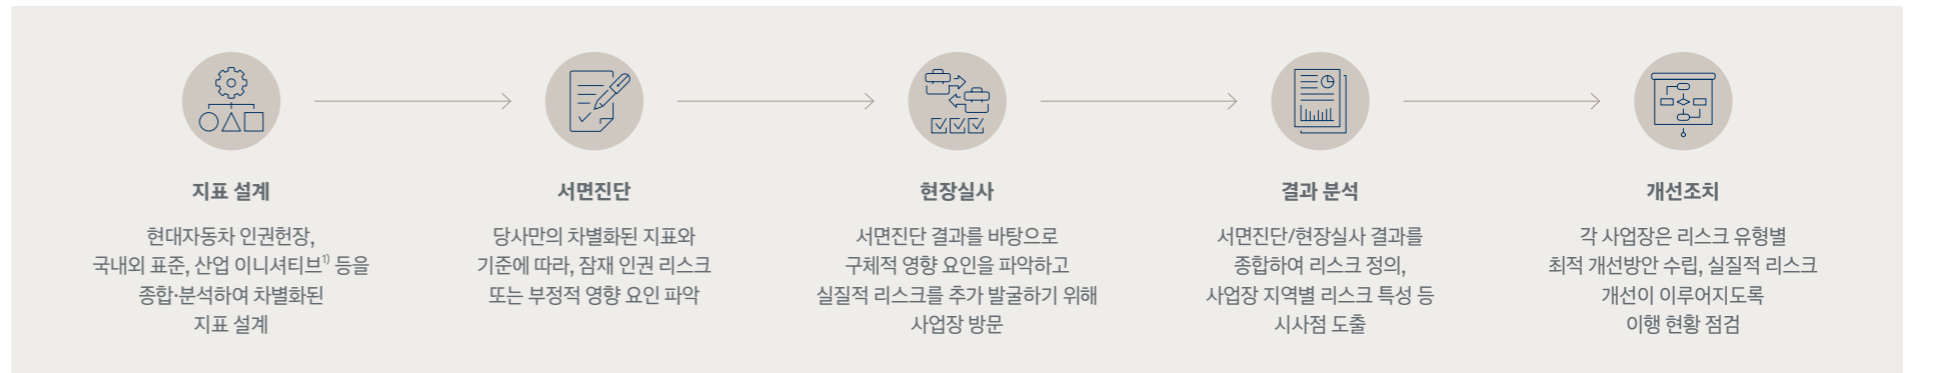 지표 설계
현대자동차 인권헌장,
국내외 표준, 산업 이니셔티브1) 등을
종합·분석하여 차별화된
지표 설계
서면진단
당사만의 차별화된 지표와
기준에 따라, 잠재 인권 리스크
또는 부정적 영향 요인 파악
현장실사
서면진단 결과를 바탕으로
구체적 영향 요인을 파악하고
실질적 리스크를 추가 발굴하기 위해
사업장 방문
결과 분석
서면진단/현장실사 결과를
종합하여 리스크 정의,
사업장 지역별 리스크 특성 등
시사점 도출
개선조치
각 사업장은 리스크 유형별
최적 개선방안 수립, 실질적 리스크
개선이 이루어지도록
이행 현황 점검